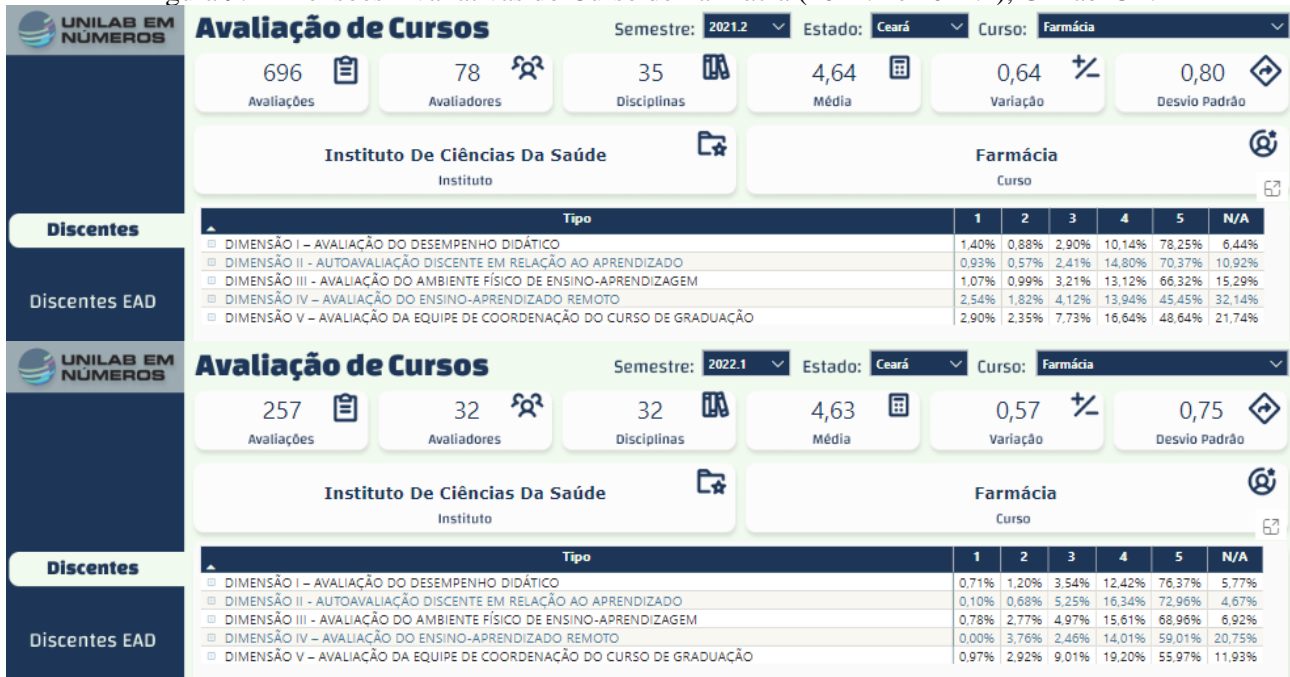 UNILAB EM
NÚMEROS
Avaliação de Cursos
Semestre: 2021.2 Estado: Ceará Curso: Farmácia
696 78 35 4,64 0,64 0,80
Avaliações Avaliadores Disciplinas Média Variação Desvio Padrão
Instituto De Ciências Da Saúde Farmácia
Instituto Curso
Discentes
Discentes EAD
Tipo 1 2 3 4 5 N/A
DIMENSÃO I – AVALIAÇÃO DO DESEMPENHO DIDÁTICO 1,40% 0,88% 2,90% 10,14% 78,25% 6,44%
DIMENSÃO II - AUTOAVALIAÇÃO DISCENTE EM RELAÇÃO AO APRENDIZADO 0,93% 0,57% 2,41% 14,80% 70,37% 10,92%
DIMENSÃO III - AVALIAÇÃO DO AMBIENTE FÍSICO DE ENSINO-APRENDIZAGEM 1,07% 0,99% 3,21% 13,12% 66,32% 15,29%
DIMENSÃO IV – AVALIAÇÃO DO ENSINO-APRENDIZADO REMOTO 2,54% 1,82% 4,12% 13,94% 45,45% 32,14%
DIMENSÃO V – AVALIAÇÃO DA EQUIPE DE COORDENAÇÃO DO CURSO DE GRADUAÇÃO 2,90% 2,35% 7,73% 16,64% 48,64% 21,74%
UNILAB EM
NÚMEROS
Avaliação de Cursos
Semestre: 2022.1 Estado: Ceará Curso: Farmácia
257 32 32 4,63 0,57 0,75
Avaliações Avaliadores Disciplinas Média Variação Desvio Padrão
Instituto De Ciências Da Saúde Farmácia
Instituto Curso
Discentes
Discentes EAD
Tipo 1 2 3 4 5 N/A
DIMENSÃO I – AVALIAÇÃO DO DESEMPENHO DIDÁTICO 0,71% 1,20% 3,54% 12,42% 76,37% 5,77%
DIMENSÃO II - AUTOAVALIAÇÃO DISCENTE EM RELAÇÃO AO APRENDIZADO 0,10% 0,68% 5,25% 16,34% 72,96% 4,67%
DIMENSÃO III - AVALIAÇÃO DO AMBIENTE FÍSICO DE ENSINO-APRENDIZAGEM 0,78% 2,77% 4,97% 15,61% 68,96% 6,92%
DIMENSÃO IV – AVALIAÇÃO DO ENSINO-APRENDIZADO REMOTO 0,00% 3,76% 2,46% 14,01% 59,01% 20,75%
DIMENSÃO V – AVALIAÇÃO DA EQUIPE DE COORDENAÇÃO DO CURSO DE GRADUAÇÃO 0,97% 2,92% 9,01% 19,20% 55,97% 11,93%